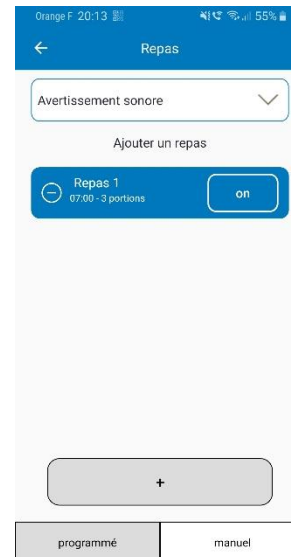 Orange F 20:13 55%
Repas
Avertissement sonore
Ajouter un repas
Repas 1
07:00 - 3 portions
on
+
programmé manuel